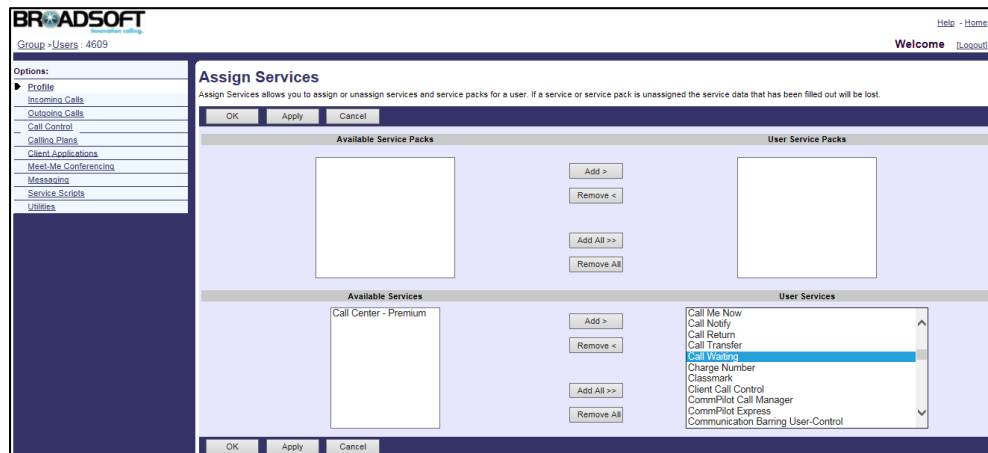 BROADSOFT
Innovation calling.
Help - Home
Group >Users : 4609
Welcome [Logout]
Options:
Profile
Incoming Calls
Outgoing Calls
Call Control
Calling Plans
Client Applications
Meet-Me Conferencing
Messaging
Service Scripts
Utilities
Assign Services
Assign Services allows you to assign or unassign services and service packs for a user. If a service or service pack is unassigned the service data that has been filled out will be lost.
OK Apply Cancel
Available Service Packs User Service Packs
Add >
Remove <
Add All >>
Remove All
Available Services User Services
Call Center - Premium
Add >
Remove <
Add All >>
Remove All
Call Me Now
Call Notify
Call Return
Call Transfer
Call Waiting
Charge Number
Classmark
Client Call Control
CommPilot Call Manager
CommPilot Express
Communication Barring User-Control
OK Apply Cancel